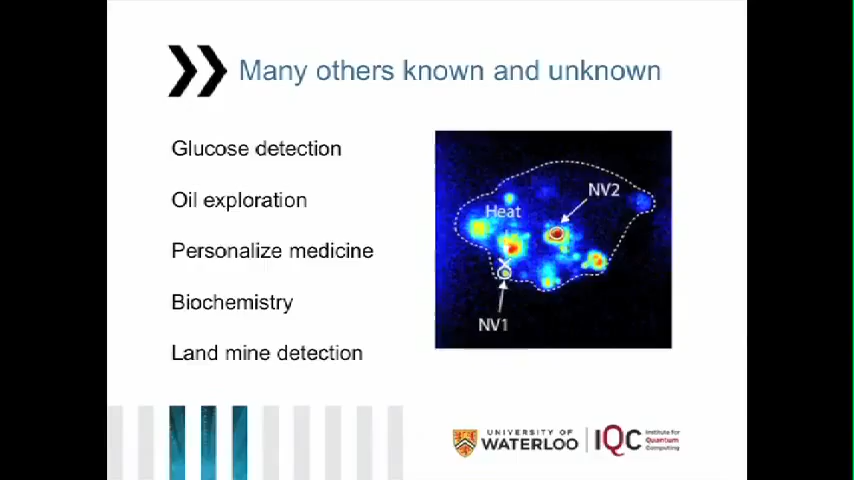 Many others known and unknown
Glucose detection
Oil exploration
Personalize medicine
Biochemistry
Land mine detection
NV2
Heat
NV1
UNIVERSITY OF
WATERLOO
IQC
Institute for
Quantum
Computing